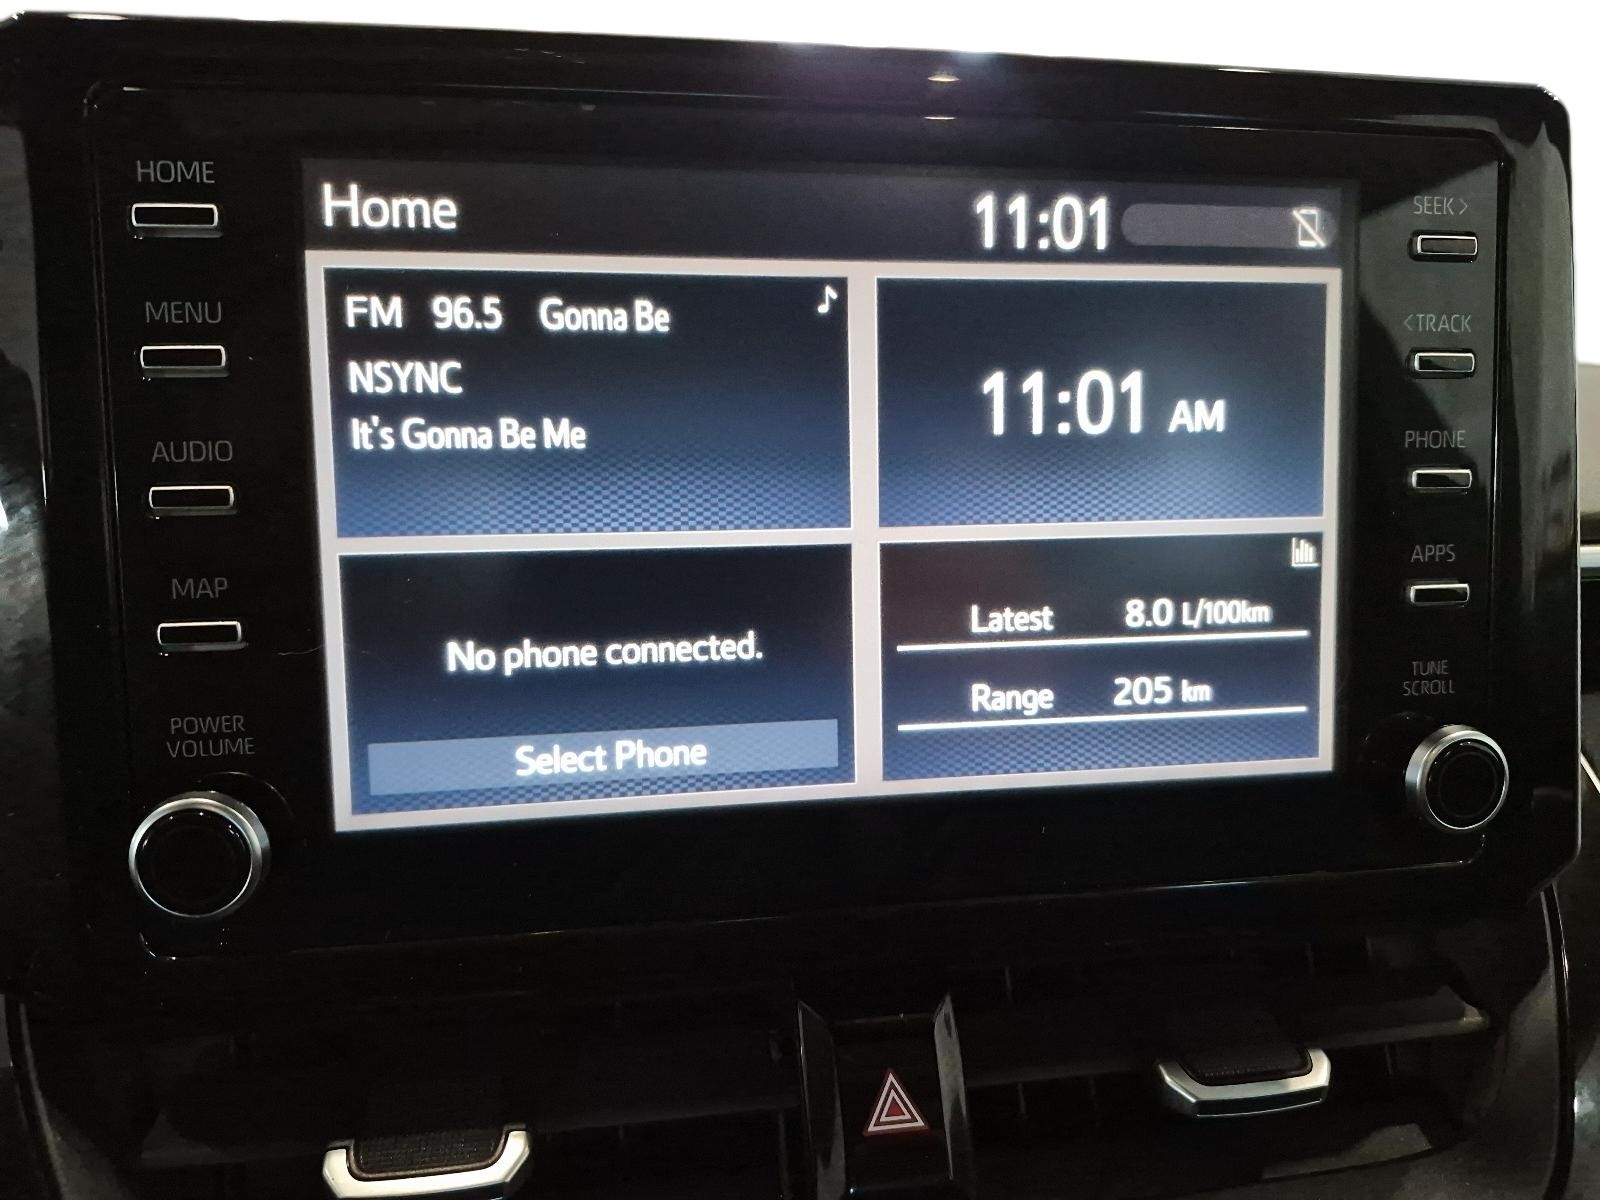 HOME
MENU
AUDIO
MAP
POWER
VOLUME
Home 11:01
FM 96.5 Gonna Be
NSYNC
It's Gonna Be Me
11:01 AM
No phone connected.
Select Phone
Latest 8.0 L/100km
Range 205 km
SEEK >
< TRACK
PHONE
APPS
TUNE
SCROLL